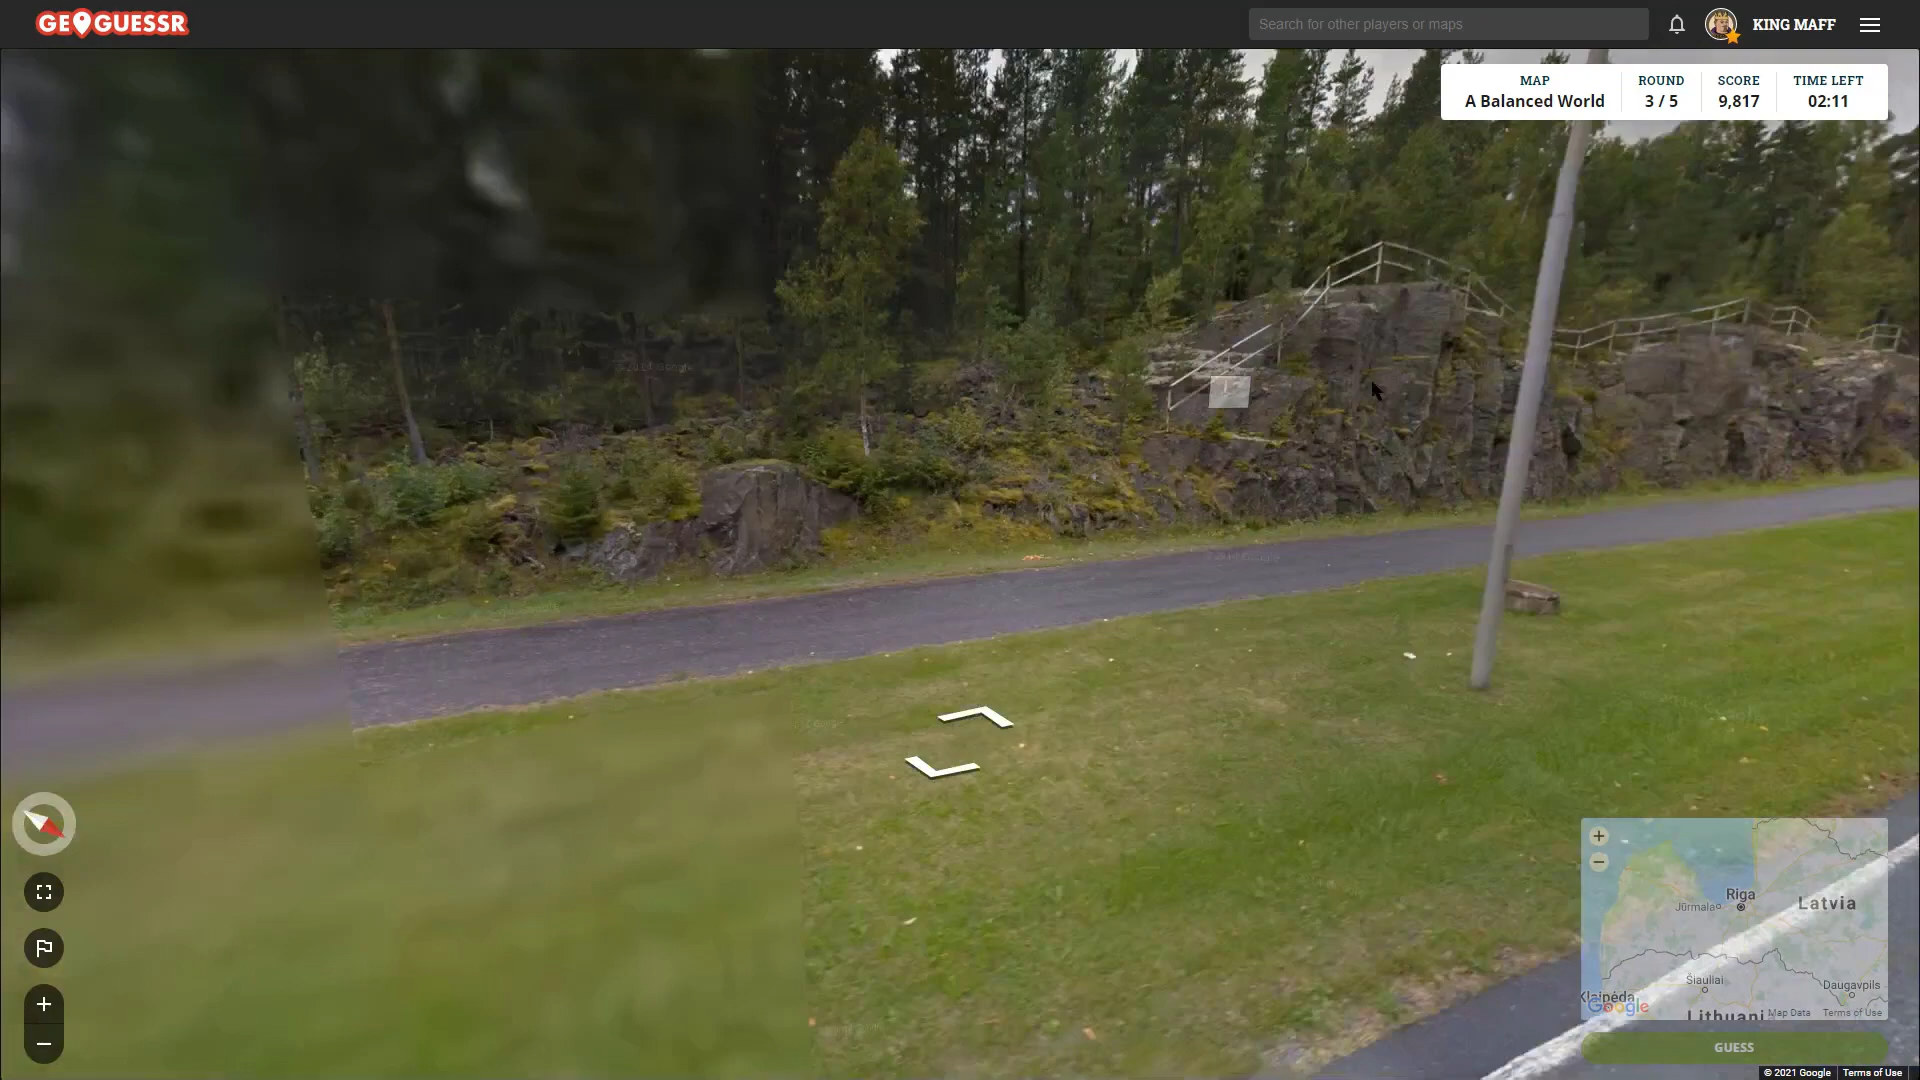 GEOGUESSR
Search for other players or maps
KING MAFF
MAP
A Balanced World
ROUND
3 / 5
SCORE
9,817
TIME LEFT
02:11
Riga
Jūrmala
Latvia
Šiauliai
Daugavpils
Klaipėda
Google
Lithuani
Map Data
Terms of Use
GUESS
© 2021 Google
Terms of Use